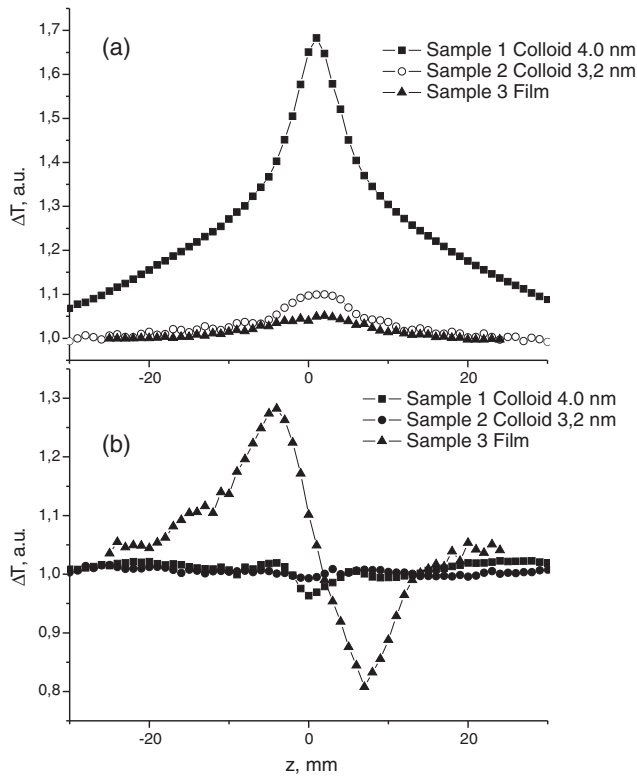 (a)
Sample 1 Colloid 4.0 nm
Sample 2 Colloid 3,2 nm
Sample 3 Film
ΔT, a.u.
1,7
1,6
1,5
1,4
1,3
1,2
1,1
1,0
-20 0 20
(b)
Sample 1 Colloid 4.0 nm
Sample 2 Colloid 3,2 nm
Sample 3 Film
ΔT, a.u.
1,3
1,2
1,1
1,0
0,9
0,8
-20 0 20
z, mm